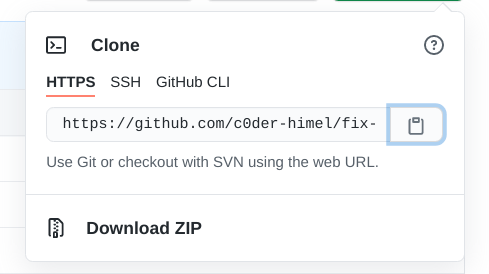 Clone
HTTPS SSH GitHub CLI
https://github.com/c0der-himel/fix-
Use Git or checkout with SVN using the web URL.
Download ZIP